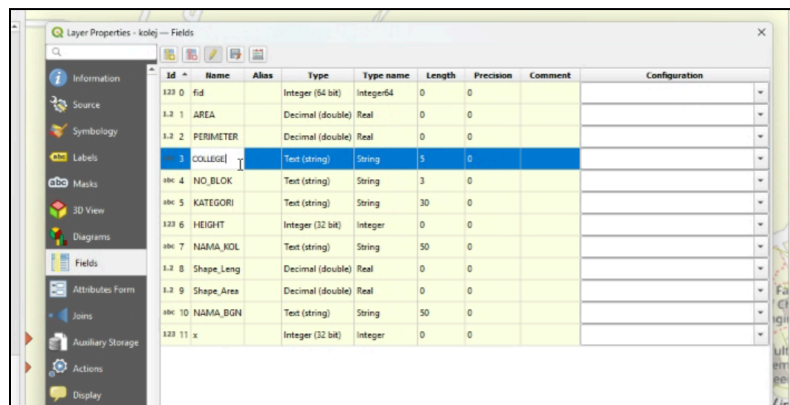 Layer Properties - kolej — Fields
Information
Source
Symbology
abc Labels
abc Masks
3D View
Diagrams
Fields
Attributes Form
Joins
Auxiliary Storage
Actions
Display
Id Name Alias Type Type name Length Precision Comment Configuration
123 0 fid Integer (64 bit) Integer64 0 0
1.2 1 AREA Decimal (double) Real 0 0
1.2 2 PERIMETER Decimal (double) Real 0 0
abc 3 COLLEGE Text (string) String 5 0
abc 4 NO_BLOK Text (string) String 3 0
abc 5 KATEGORI Text (string) String 30 0
123 6 HEIGHT Integer (32 bit) Integer 0 0
abc 7 NAMA_KOL Text (string) String 50 0
1.2 8 Shape_Leng Decimal (double) Real 0 0
1.2 9 Shape_Area Decimal (double) Real 0 0
abc 10 NAMA_BGN Text (string) String 50 0
123 11 x Integer (32 bit) Integer 0 0